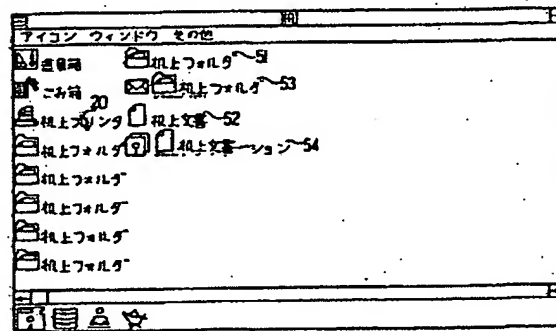 アイコン ウィンドウ その他
道具箱 机上フォルダ 51
ごみ箱 机上フォルダ 53
20
机上プリンタ 机上文書 52
机上フォルダ 机上文書ーション 54
机上フォルダ
机上フォルダ
机上フォルダ
机上フォルダ